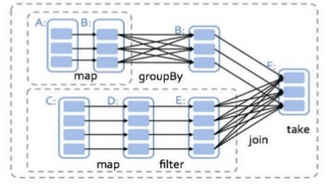 A: B: B:
map groupBy
F:
C: D: E:
join take
map filter